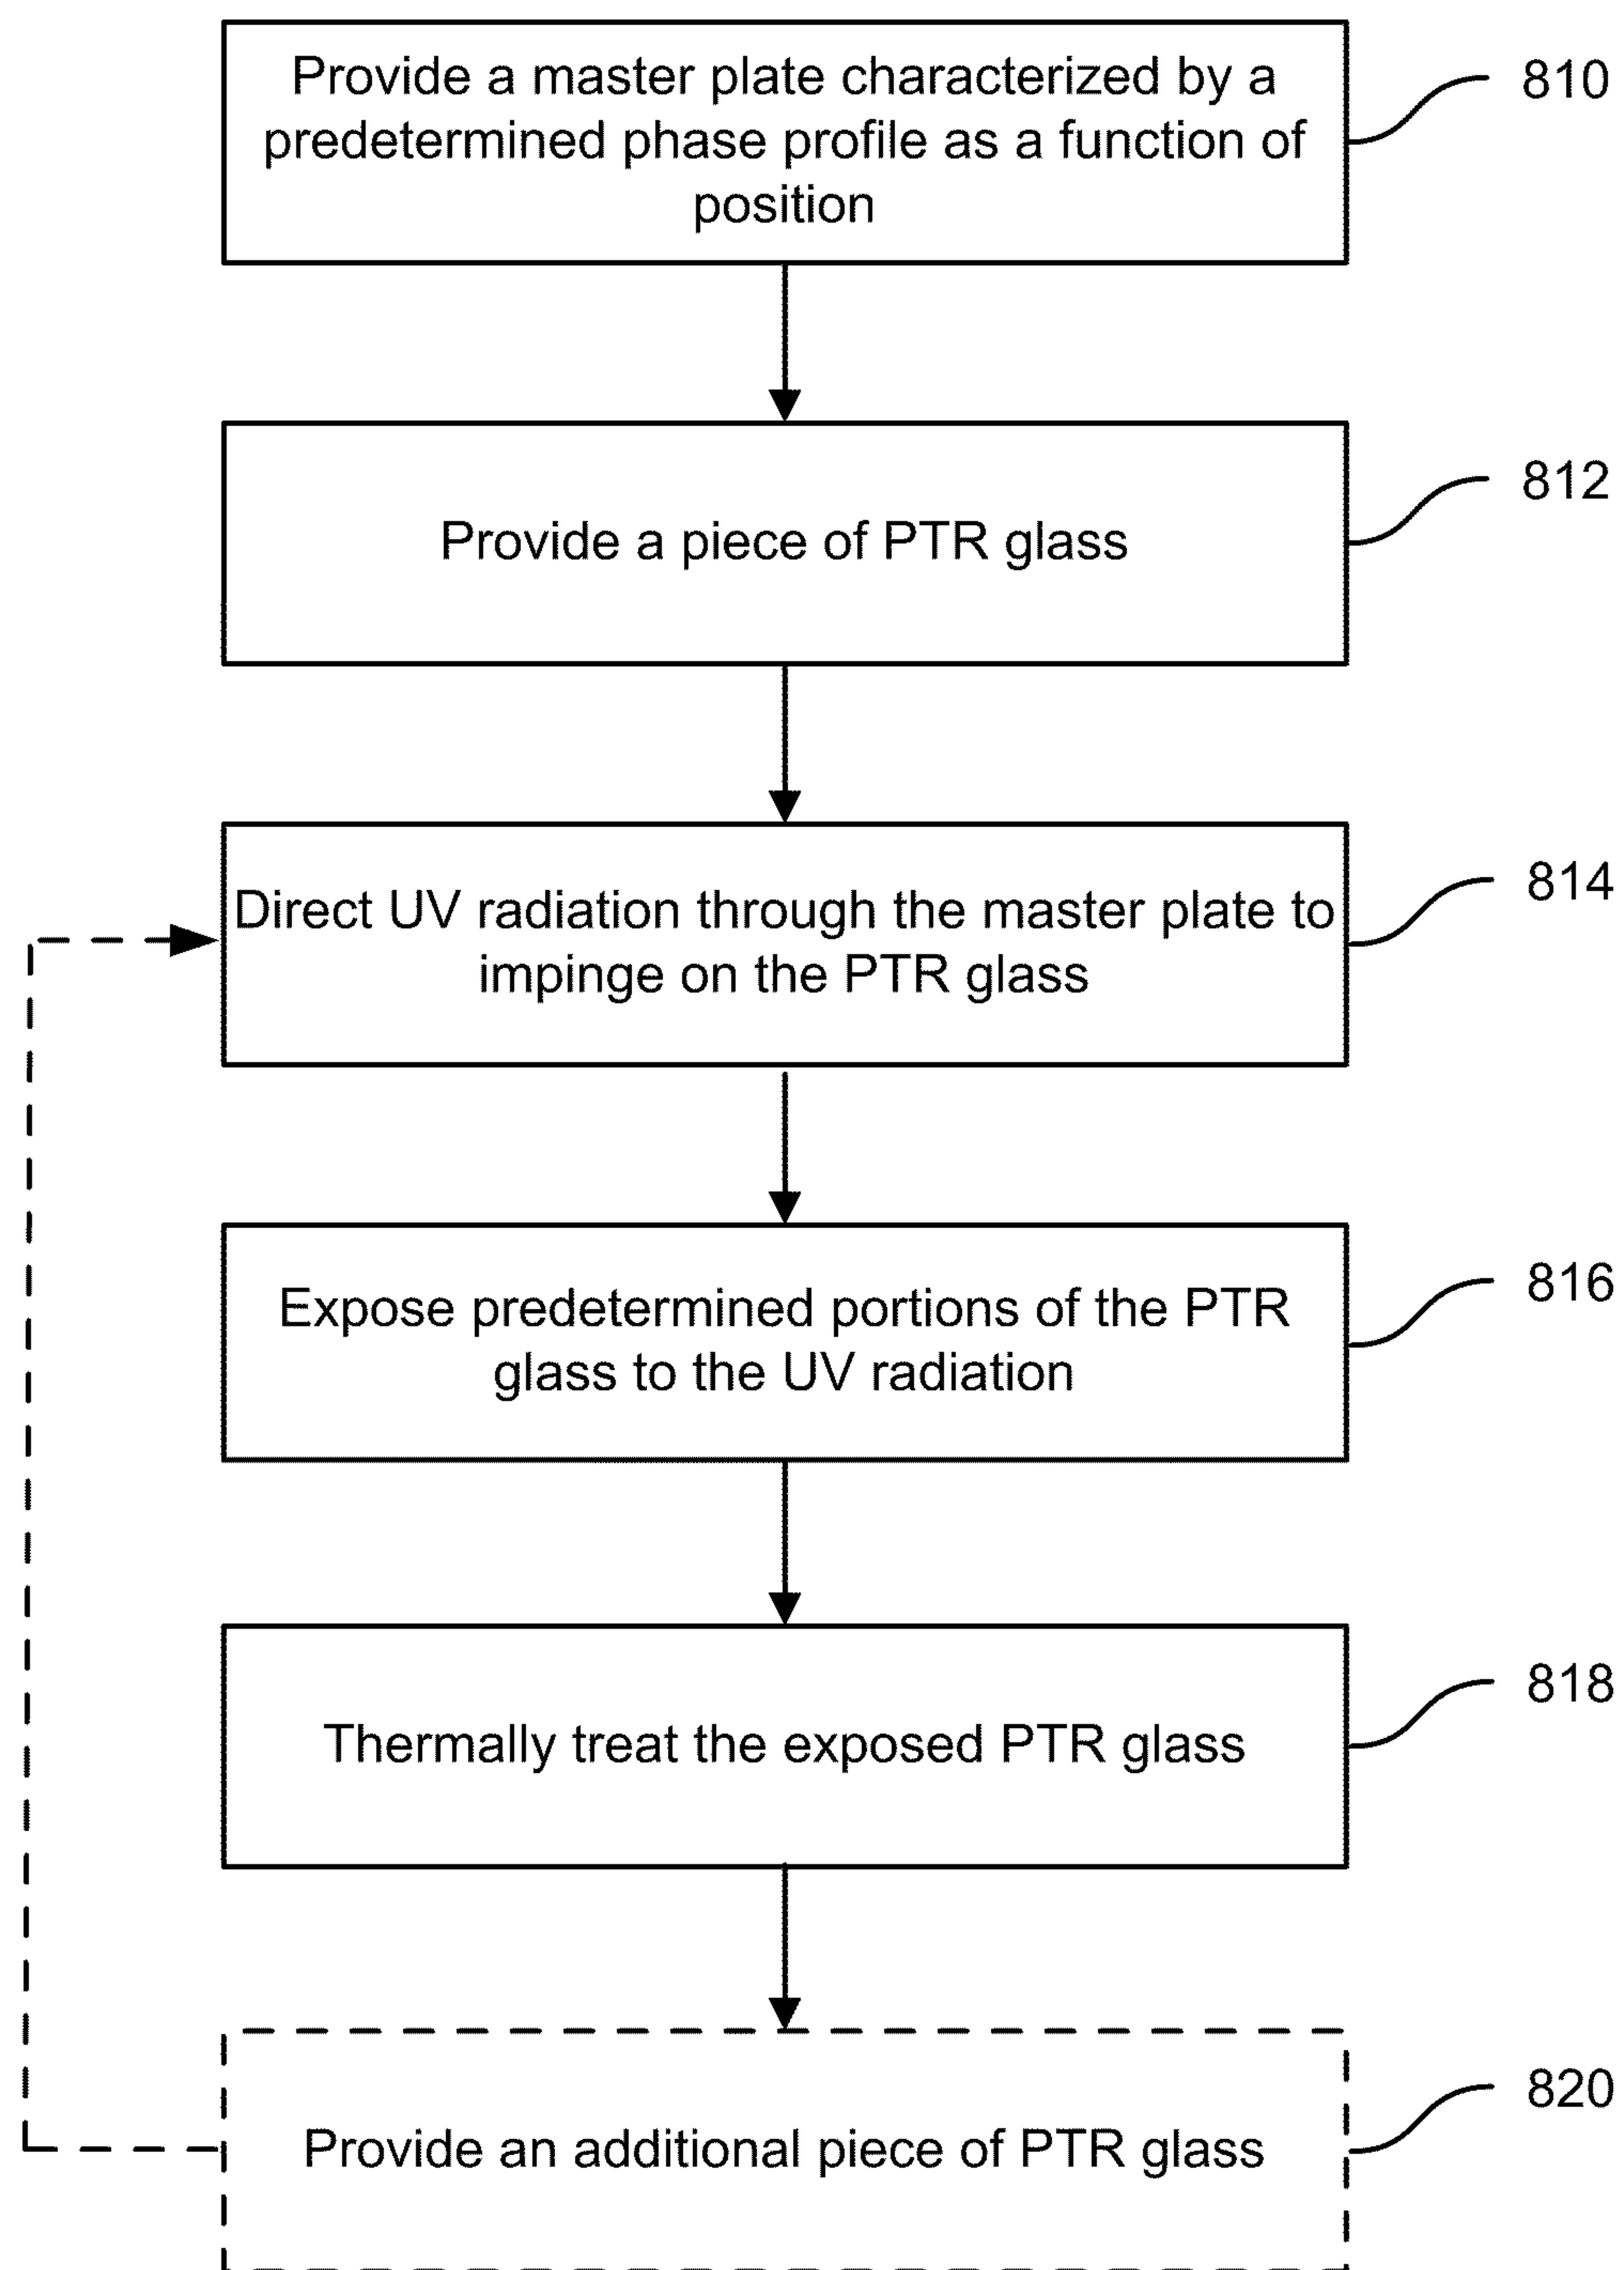 Provide a master plate characterized by a
predetermined phase profile as a function of
position
810
Provide a piece of PTR glass
812
Direct UV radiation through the master plate to
impinge on the PTR glass
814
Expose predetermined portions of the PTR
glass to the UV radiation
816
Thermally treat the exposed PTR glass
818
Provide an additional piece of PTR glass
820